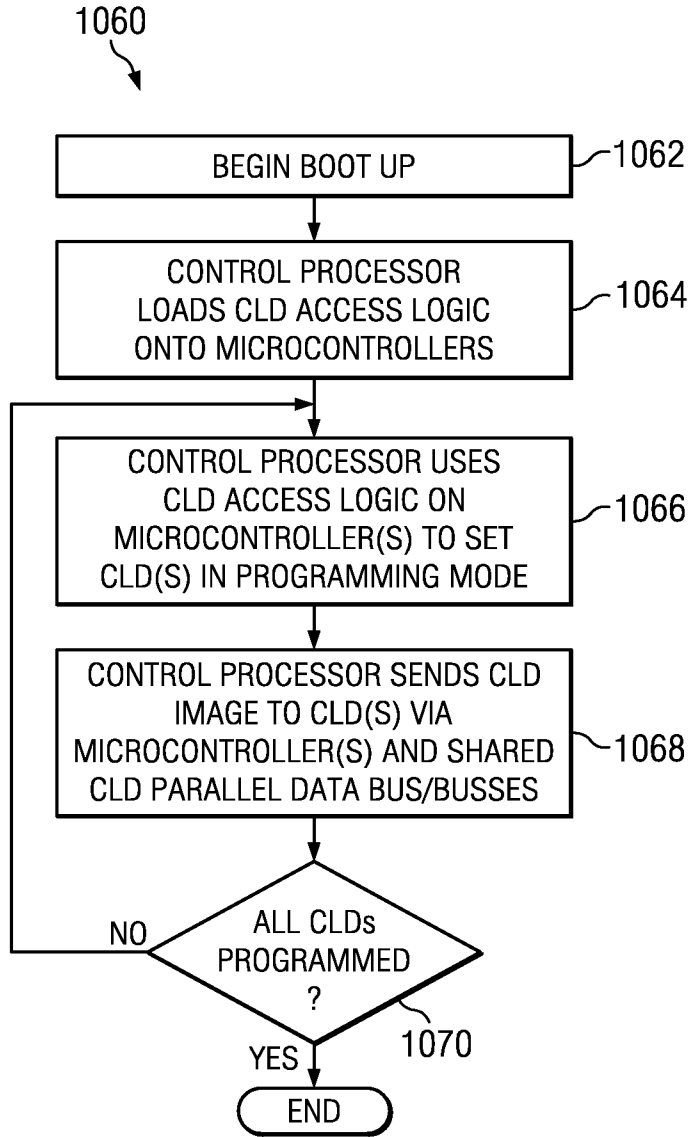 1060
BEGIN BOOT UP
1062
CONTROL PROCESSOR
LOADS CLD ACCESS LOGIC
ONTO MICROCONTROLLERS
1064
CONTROL PROCESSOR USES
CLD ACCESS LOGIC ON
MICROCONTROLLER(S) TO SET
CLD(S) IN PROGRAMMING MODE
1066
CONTROL PROCESSOR SENDS CLD
IMAGE TO CLD(S) VIA
MICROCONTROLLER(S) AND SHARED
CLD PARALLEL DATA BUS/BUSSES
1068
NO
ALL CLDs
PROGRAMMED
?
1070
YES
END